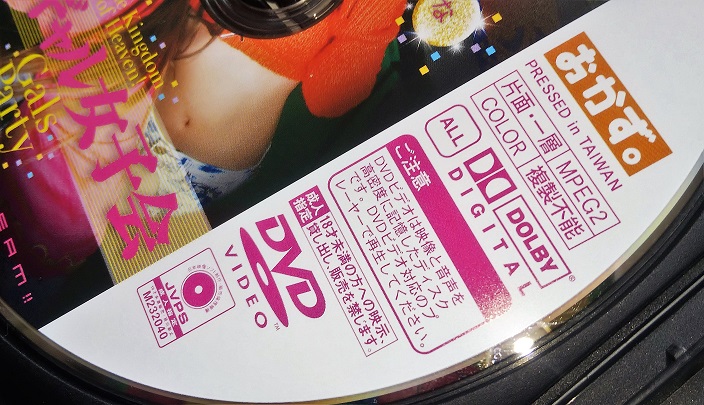 e Kingdom
of Heaven!
Gals
Party
ギャル女子会
な
おかず。
PRESSED in TAIWAN
片面・一層 MPEG2
COLOR 複製不能
ALL
DOLBY
DIGITAL
ご注意
DVDビデオは映像と音声を
高密度に記憶したディスク
です。DVDビデオ対応のプ
レーヤーで再生してください。
成人
指定
18才未満の方への映示、
貸し出し、販売を禁じます。
DVD
VIDEO
TM
JVPS
M232040